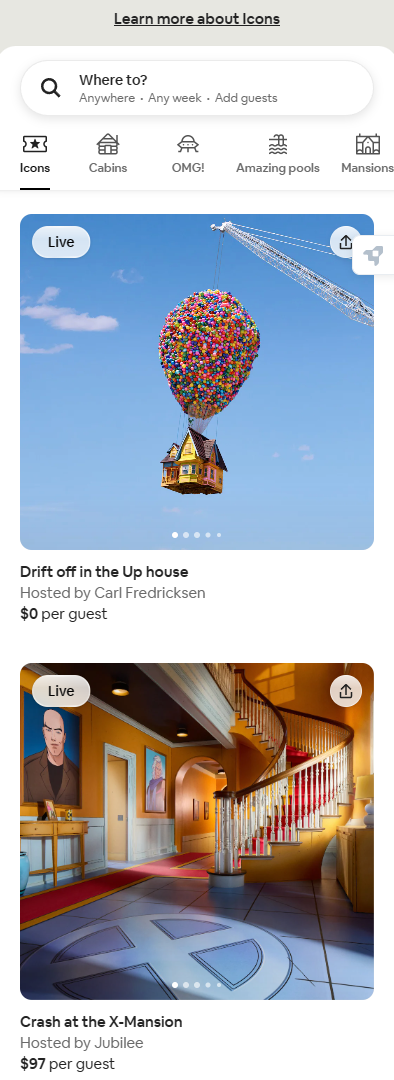 Learn more about Icons
Where to?
Anywhere · Any week · Add guests
Icons
Cabins
OMG!
Amazing pools
Mansions
Live
Drift off in the Up house
Hosted by Carl Fredricksen
$0 per guest
Live
Crash at the X-Mansion
Hosted by Jubilee
$97 per guest